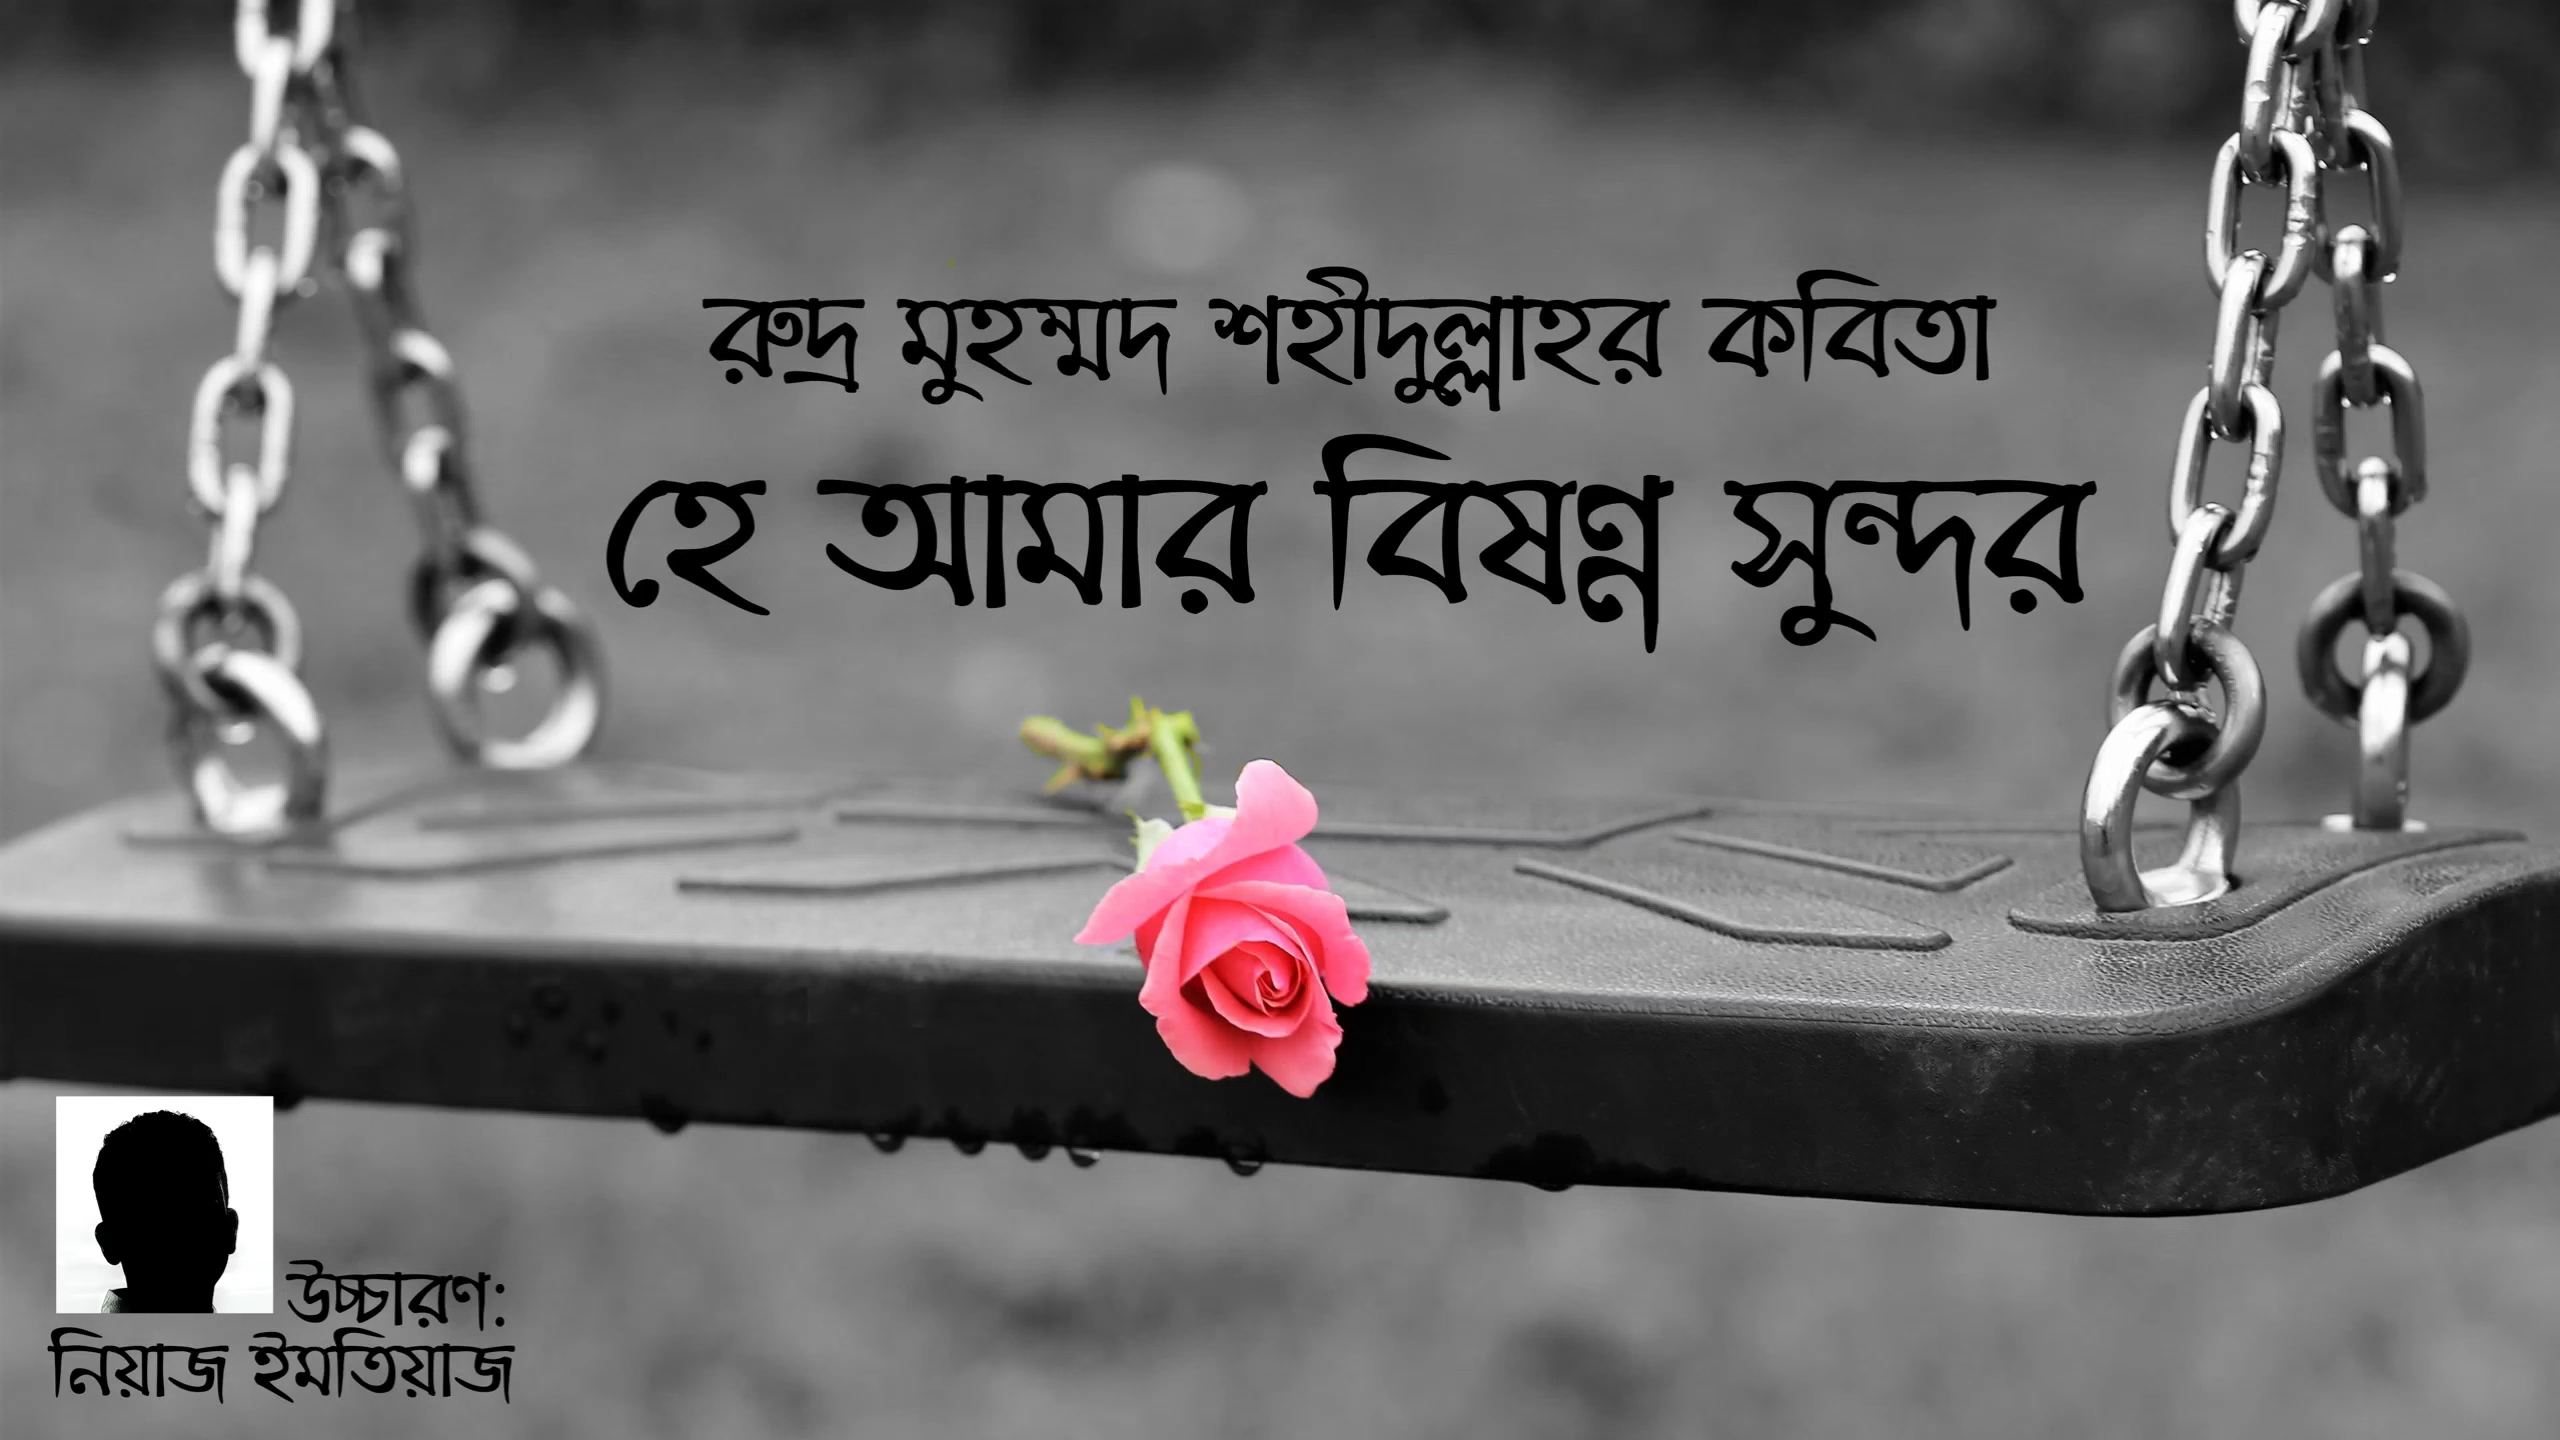 রুদ্র মুহম্মদ শহীদুল্লাহর কবিতা
হে আমার বিষণ্ন সুন্দর
উচ্চারণ:
নিয়াজ ইমতিয়াজ